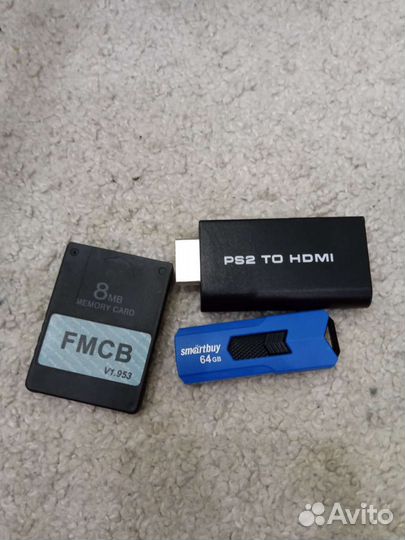 PS2 TO HDMI
8MB
MEMORY CARD
FMCB
V1.953
smartbuy
64GB
Avito